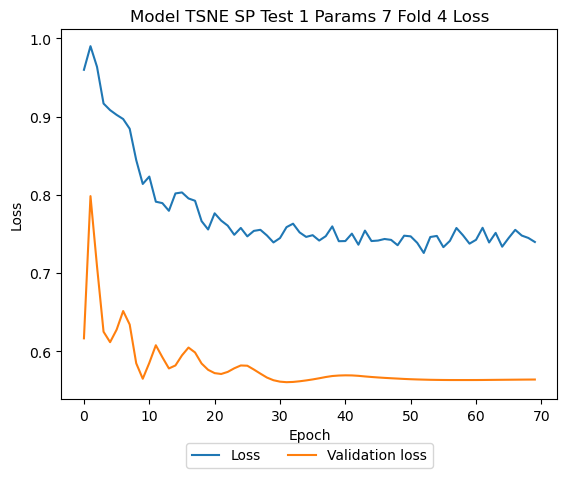 Model TSNE SP Test 1 Params 7 Fold 4 Loss
1.0
0.9
0.8
0.7
0.6
Loss
0 10 20 30 40 50 60 70
Epoch
Loss Validation loss